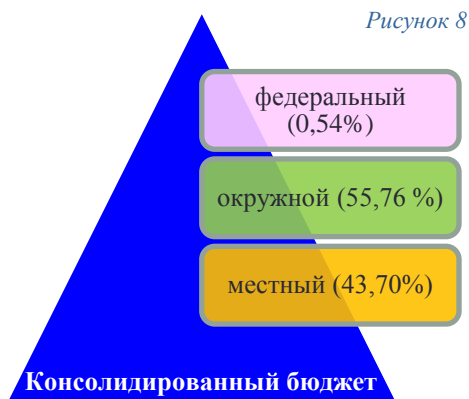 Рисунок 8
федеральный
(0,54%)
окружной (55,76 %)
местный (43,70%)
Консолидированный бюджет